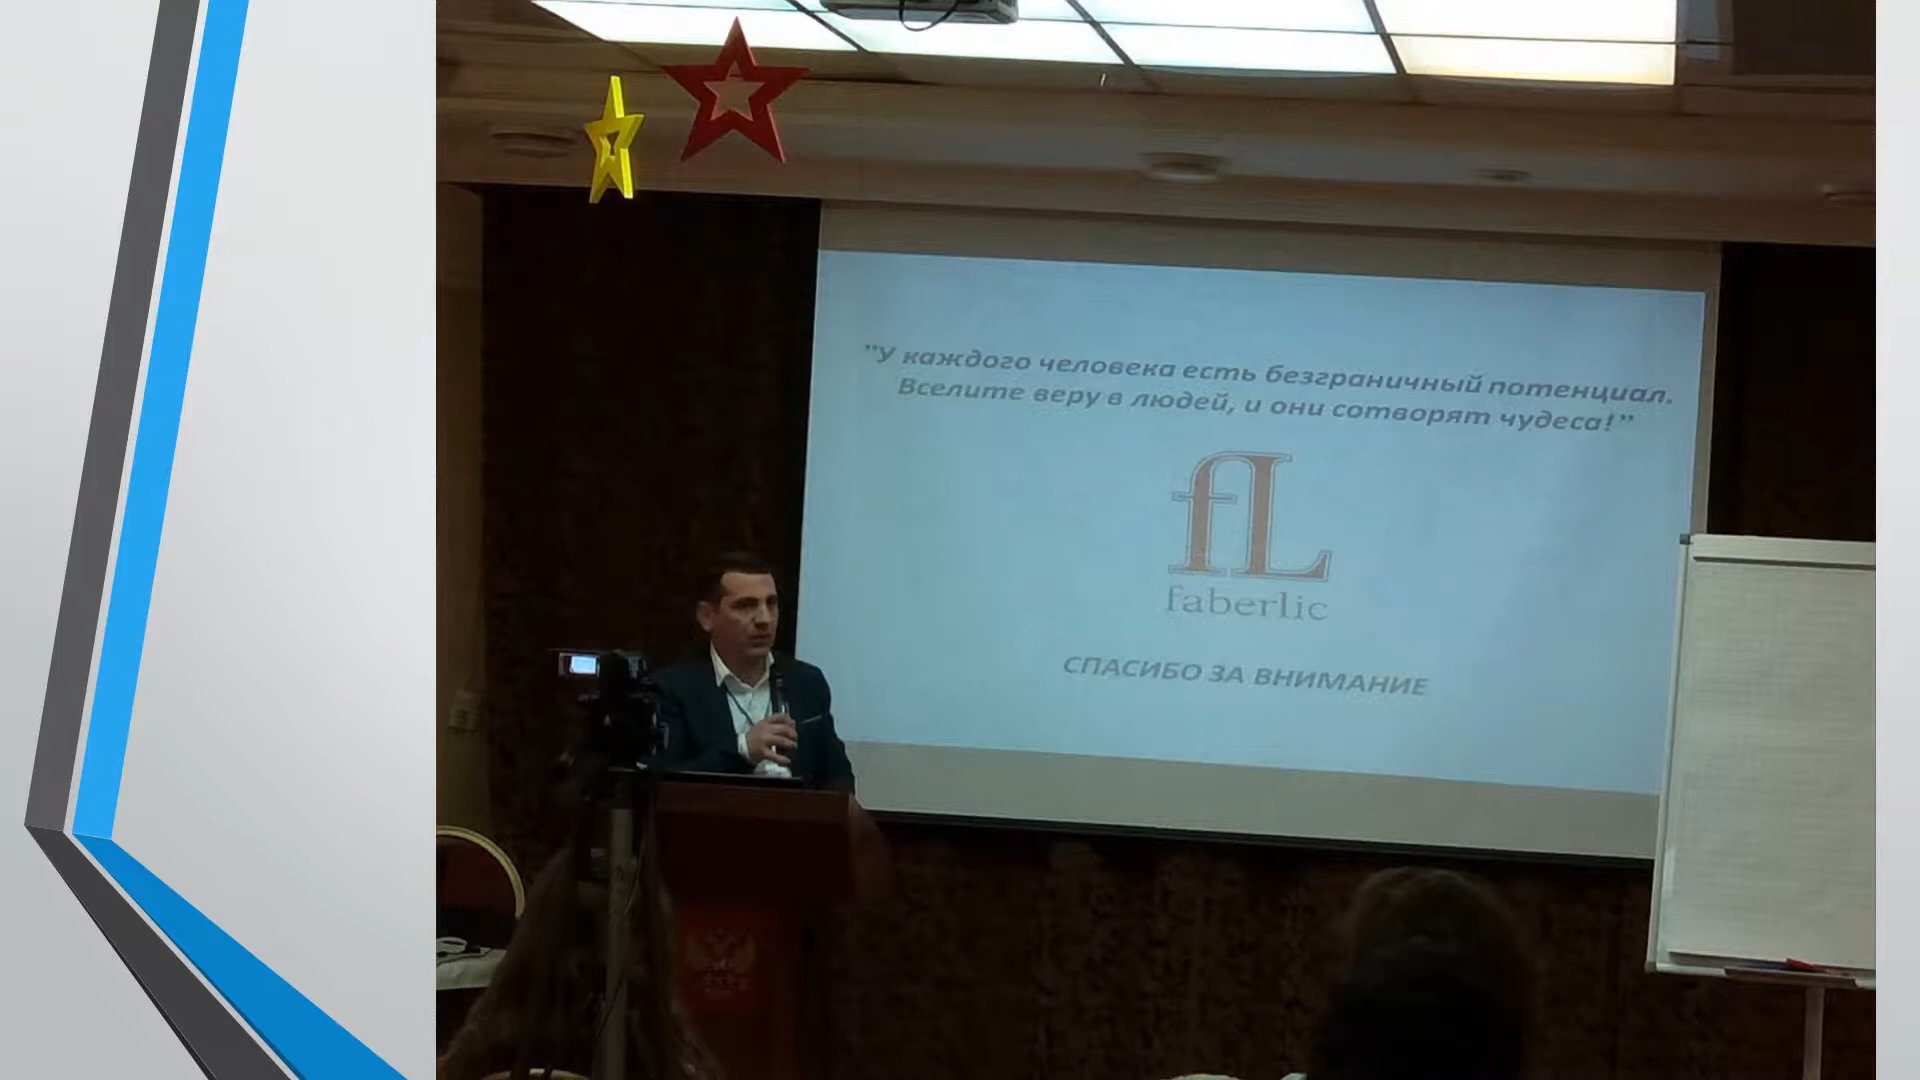 "У каждого человека есть безграничный потенциал.
Вселите веру в людей, и они сотворят чудеса!”
fL
faberlic
СПАСИБО ЗА ВНИМАНИЕ